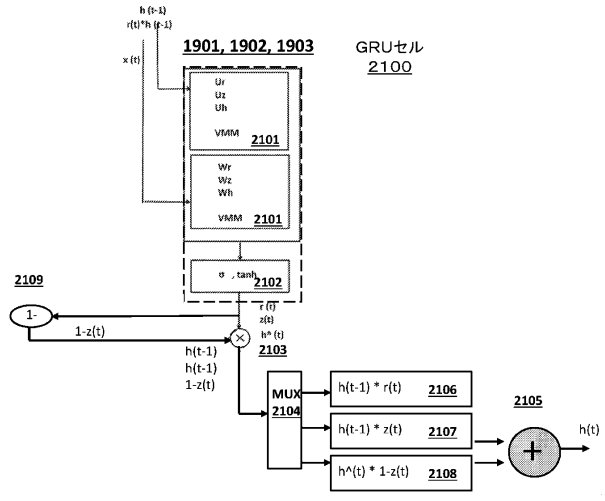 h (t-1)
r(t)*h (t-1)
x (t)
1901, 1902, 1903
GRUセル
2100
Ur
Uz
Uh
VMM 2101
Wr
Wz
Wh
VMM 2101
σ , tanh 2102
2109
1-
1-z(t)
r (t)
z(t)
h^ (t)
×
2103
h(t-1)
h(t-1)
1-z(t)
MUX
2104
h(t-1) * r(t) 2106
h(t-1) * z(t) 2107
h^(t) * 1-z(t) 2108
2105
+
h(t)